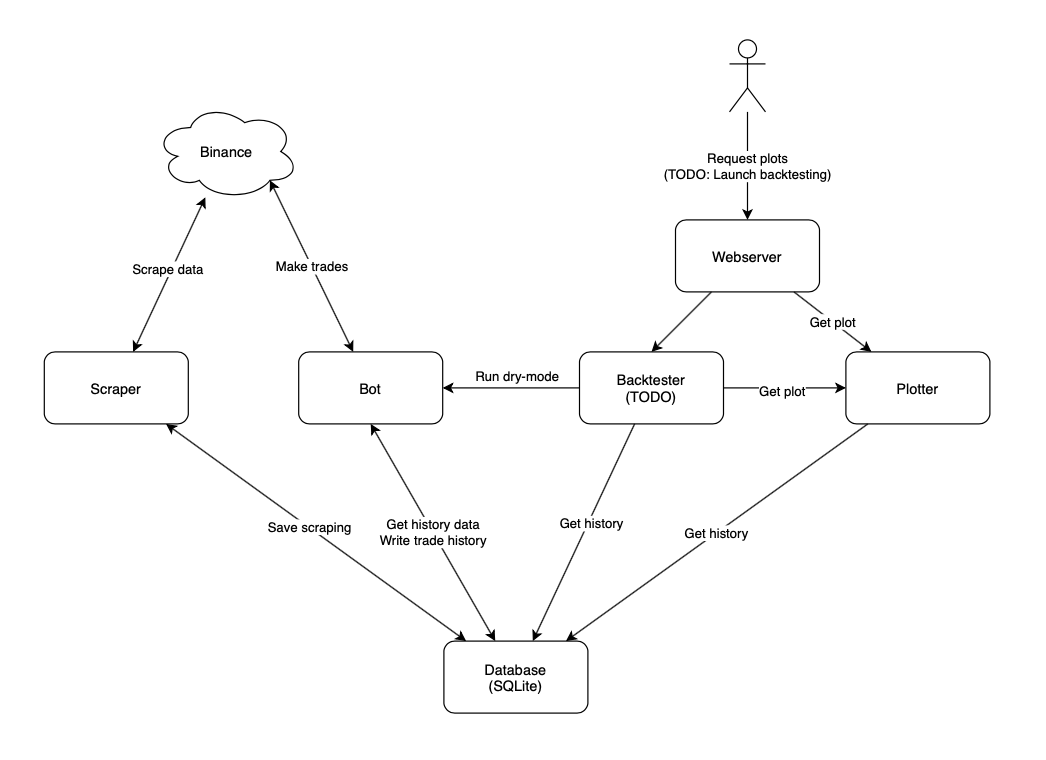 Binance
Request plots
(TODO: Launch backtesting)
Webserver
Scrape data
Make trades
Get plot
Scraper
Bot
Run dry-mode
Backtester
(TODO)
Get plot
Plotter
Save scraping
Get history data
Write trade history
Get history
Get history
Database
(SQLite)